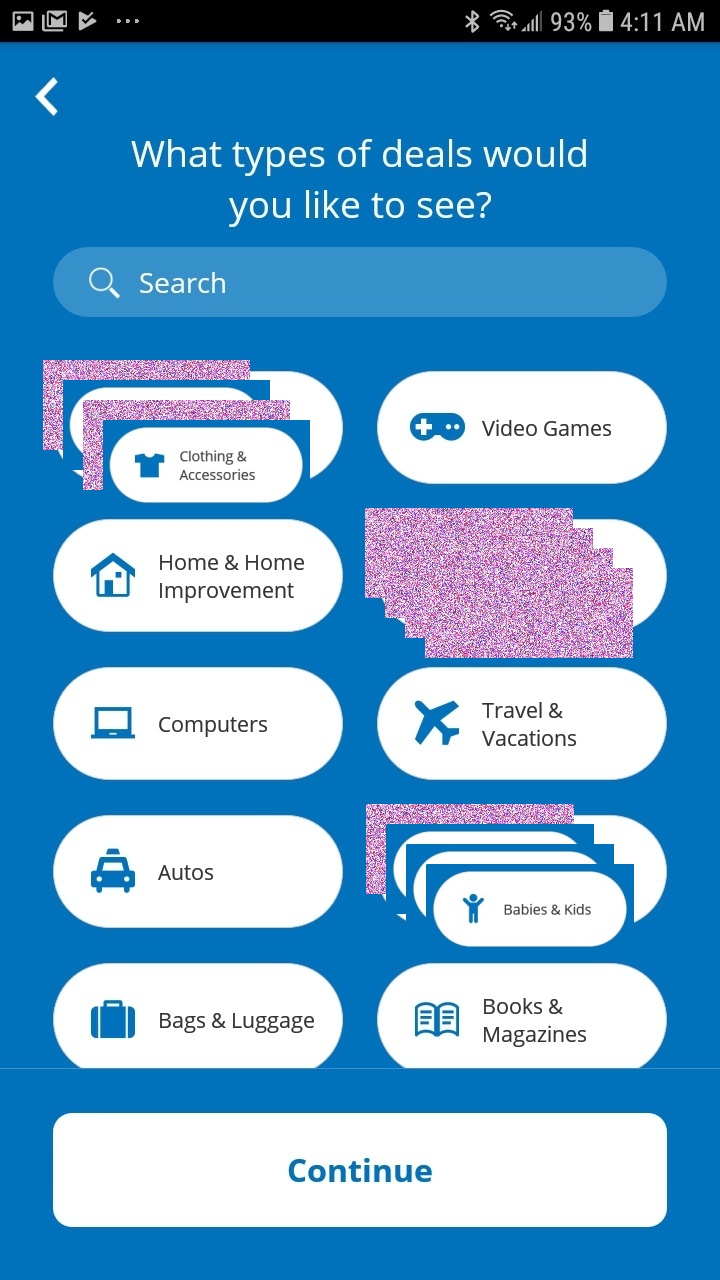 93% 4:11 AM
What types of deals would
you like to see?
Search
Clothing &
Accessories
Video Games
Home & Home
Improvement
Computers
Travel &
Vacations
Autos
Babies & Kids
Bags & Luggage
Books &
Magazines
Continue